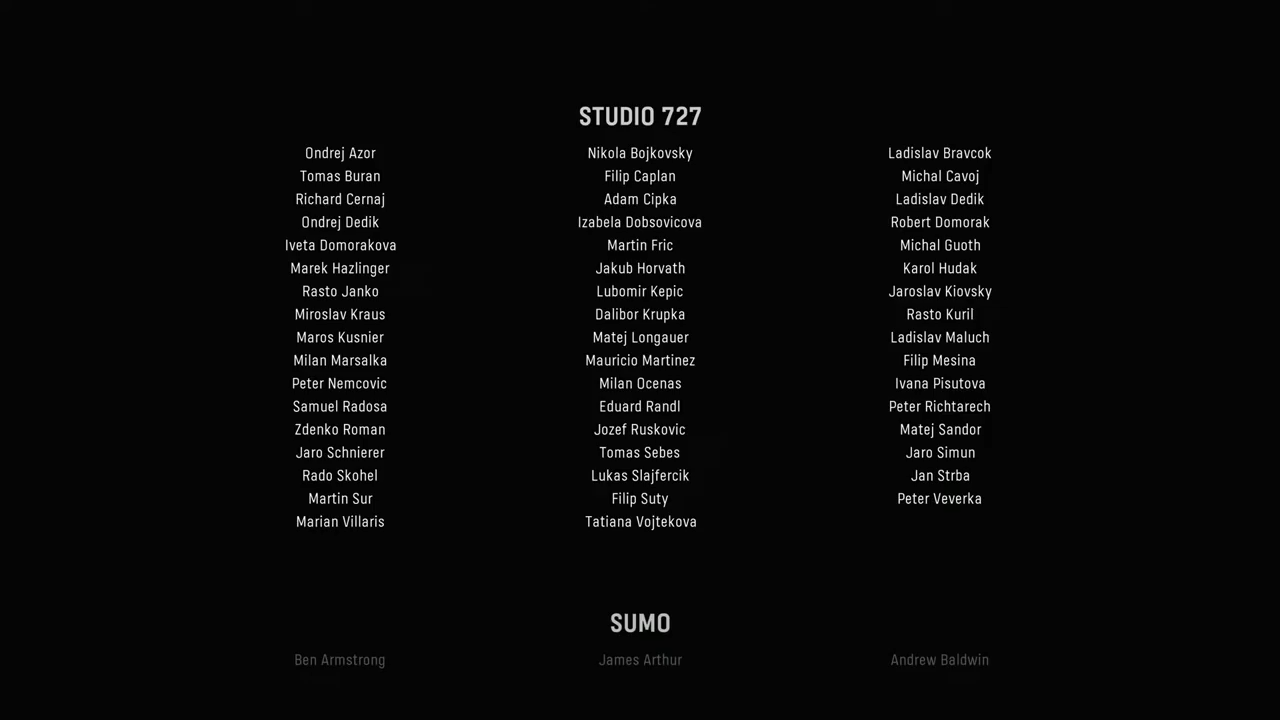 STUDIO 727
Ondrej Azor Nikola Bojkovsky Ladislav Bravcok
Tomas Buran Filip Caplan Michal Cavoj
Richard Cernaj Adam Cipka Ladislav Dedik
Ondrej Dedik Izabela Dobsovicova Robert Domorak
Iveta Domorakova Martin Fric Michal Guoth
Marek Hazlinger Jakub Horvath Karol Hudak
Rasto Janko Lubomir Kepic Jaroslav Kiovsky
Miroslav Kraus Dalibor Krupka Rasto Kuril
Maros Kusnier Matej Longauer Ladislav Maluch
Milan Marsalka Mauricio Martinez Filip Mesina
Peter Nemcovic Milan Ocenas Ivana Pisutova
Samuel Radosa Eduard Randl Peter Richtarech
Zdenko Roman Jozef Ruskovic Matej Sandor
Jaro Schnierer Tomas Sebes Jaro Simun
Rado Skohel Lukas Slajfercik Jan Strba
Martin Sur Filip Suty Peter Veverka
Marian Villaris Tatiana Vojtekova
SUMO
Ben Armstrong James Arthur Andrew Baldwin